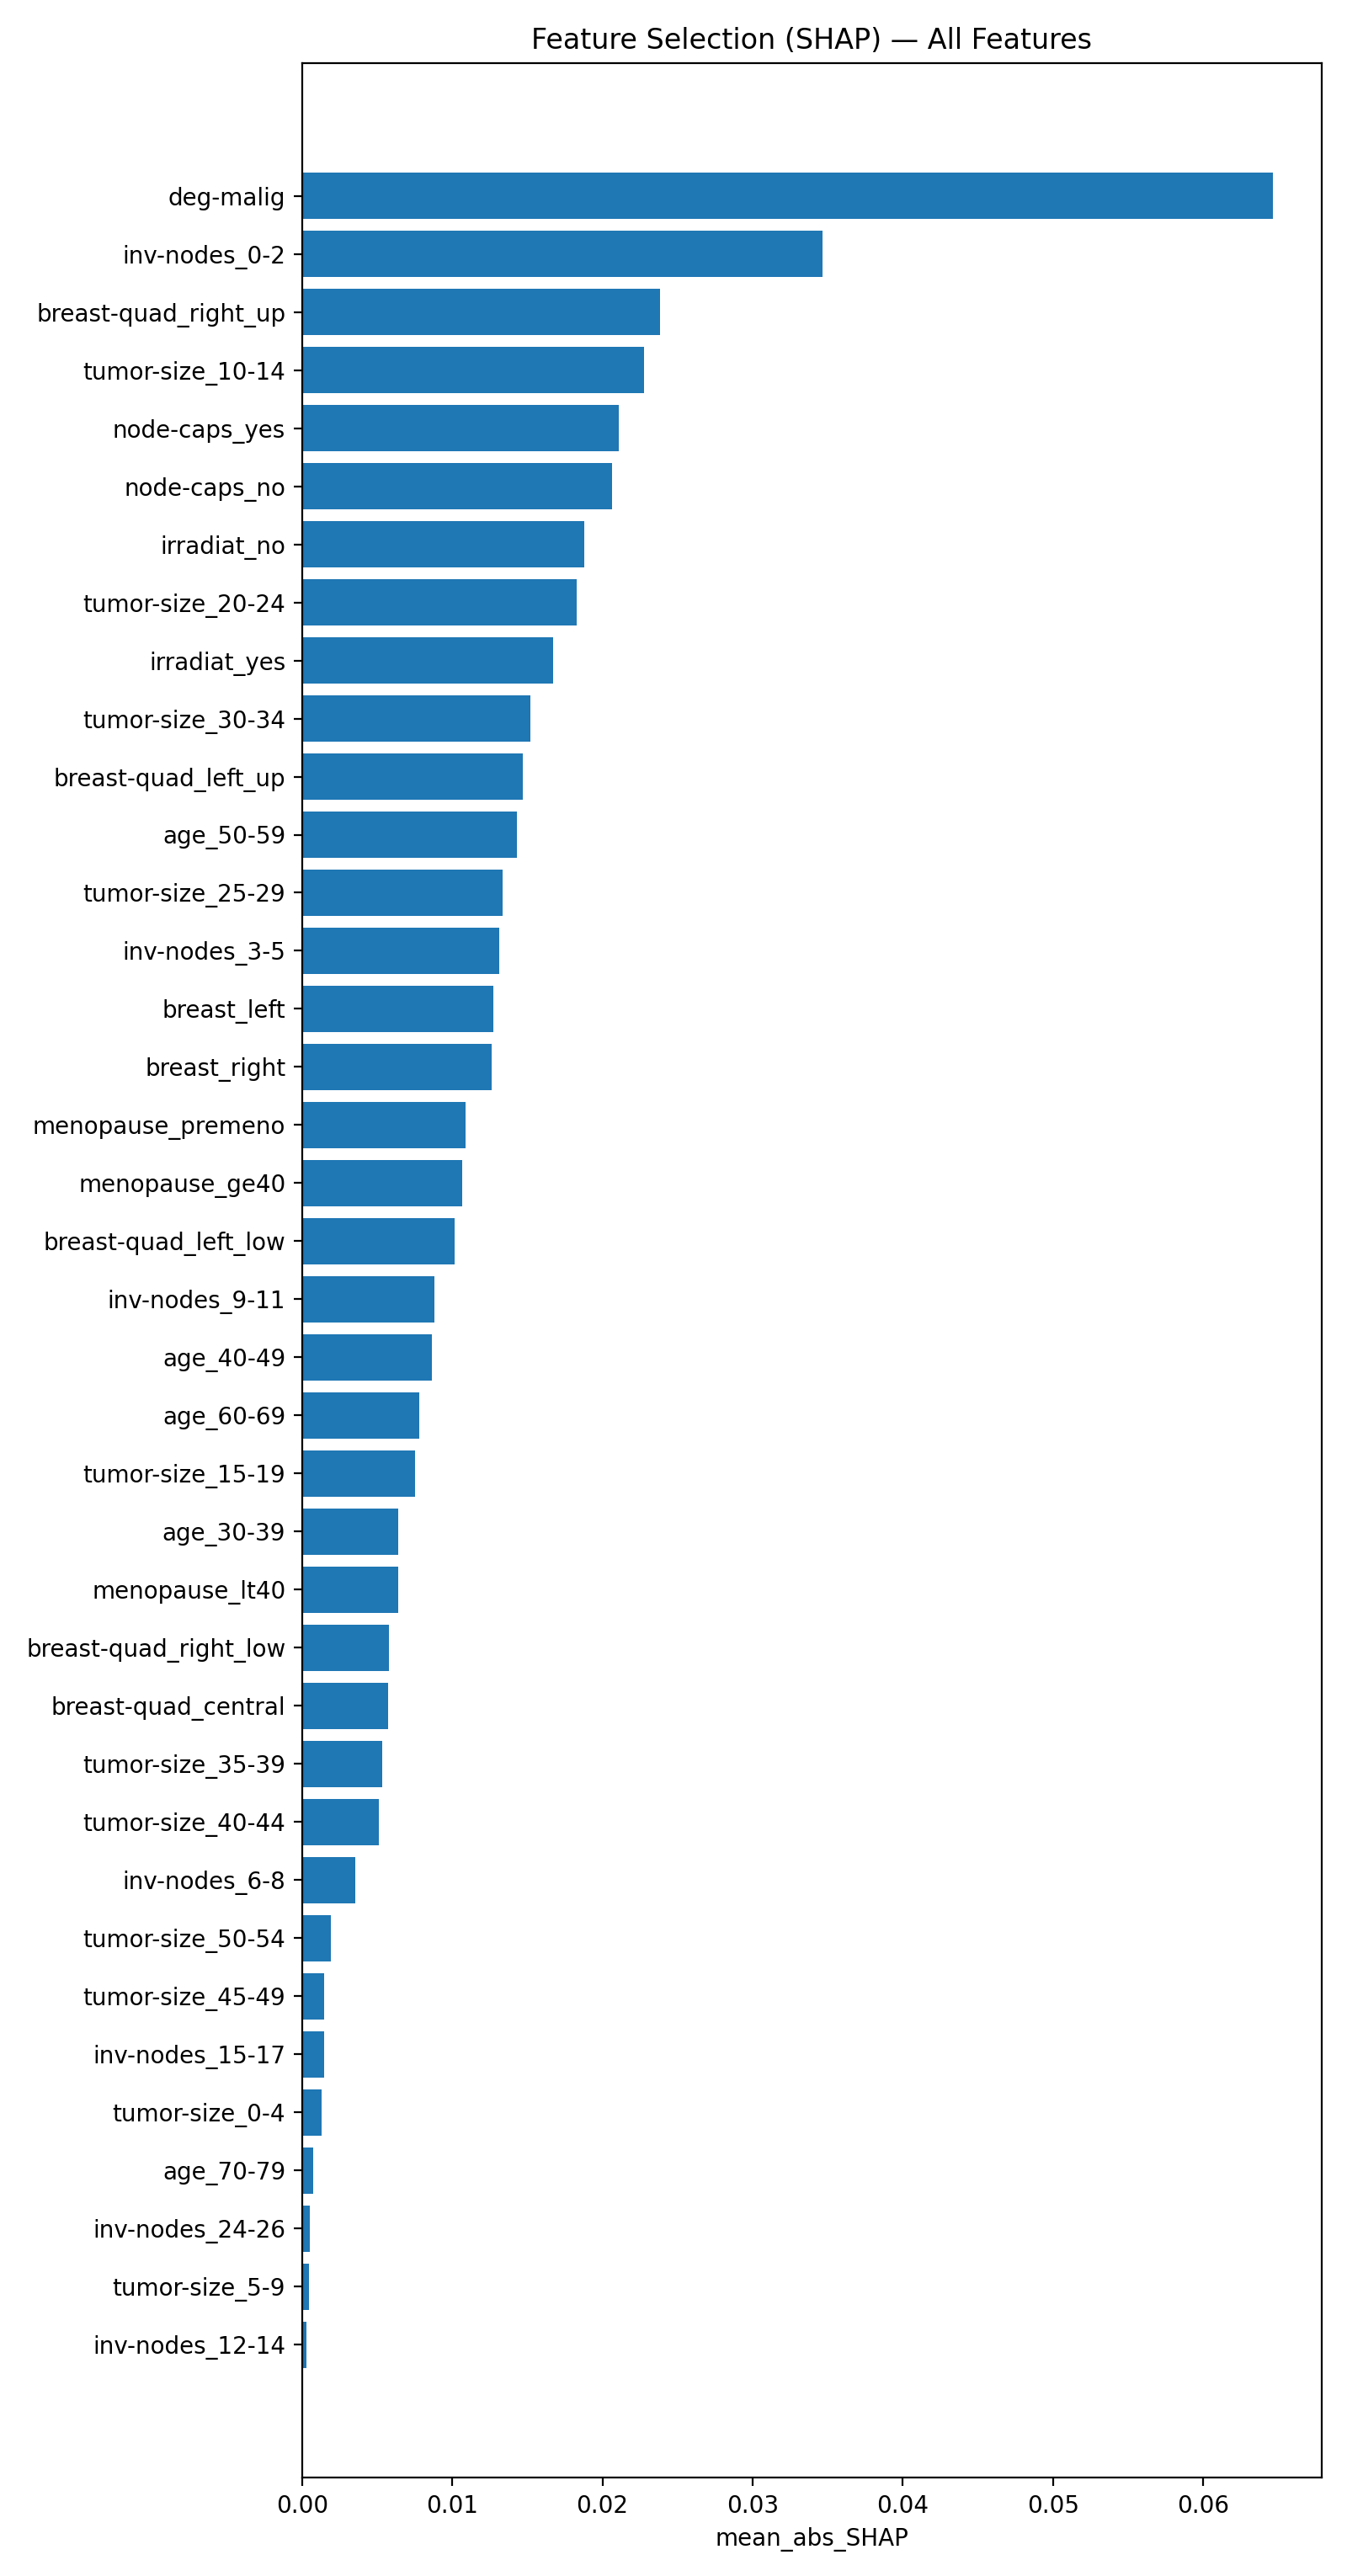 Feature Selection (SHAP) — All Features
deg-malig
inv-nodes_0-2
breast-quad_right_up
tumor-size_10-14
node-caps_yes
node-caps_no
irradiat_no
tumor-size_20-24
irradiat_yes
tumor-size_30-34
breast-quad_left_up
age_50-59
tumor-size_25-29
inv-nodes_3-5
breast_left
breast_right
menopause_premeno
menopause_ge40
breast-quad_left_low
inv-nodes_9-11
age_40-49
age_60-69
tumor-size_15-19
age_30-39
menopause_lt40
breast-quad_right_low
breast-quad_central
tumor-size_35-39
tumor-size_40-44
inv-nodes_6-8
tumor-size_50-54
tumor-size_45-49
inv-nodes_15-17
tumor-size_0-4
age_70-79
inv-nodes_24-26
tumor-size_5-9
inv-nodes_12-14
0.00 0.01 0.02 0.03 0.04 0.05 0.06
mean_abs_SHAP